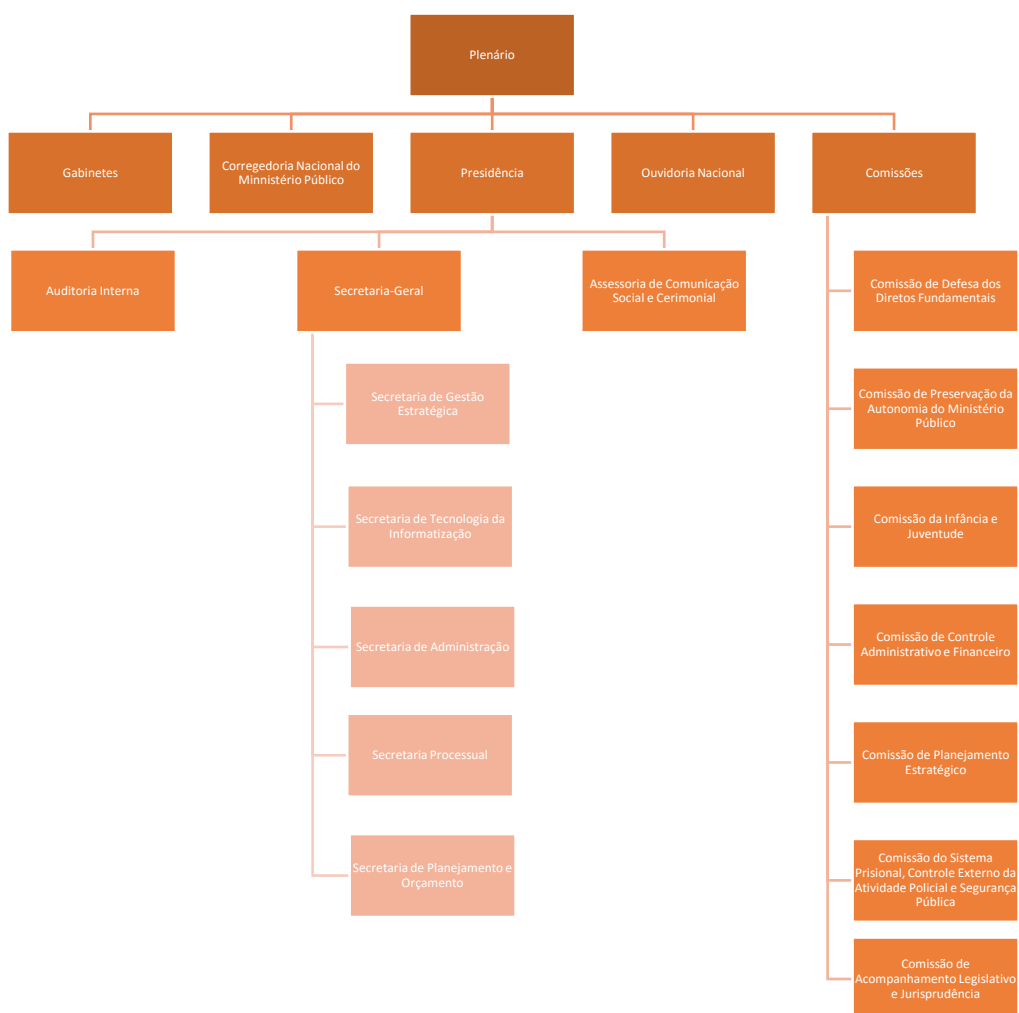 Plenário
Gabinetes
Corregedoria Nacional do
Minnistério Público
Presidência
Ouvidoria Nacional
Comissões
Auditoria Interna
Secretaria-Geral
Assessoria de Comunicação
Social e Cerimonial
Secretaria de Gestão
Estratégica
Secretaria de Tecnologia da
Informatização
Secretaria de Administração
Secretaria Processual
Secretaria de Planejamento e
Orçamento
Comissão de Defesa dos
Diretos Fundamentais
Comissão de Preservação da
Autonomia do Ministério
Público
Comissão da Infância e
Juventude
Comissão de Controle
Administrativo e Financeiro
Comissão de Planejamento
Estratégico
Comissão do Sistema
Prisional, Controle Externo da
Atividade Policial e Segurança
Pública
Comissão de
Acompanhamento Legislativo
e Jurisprudência